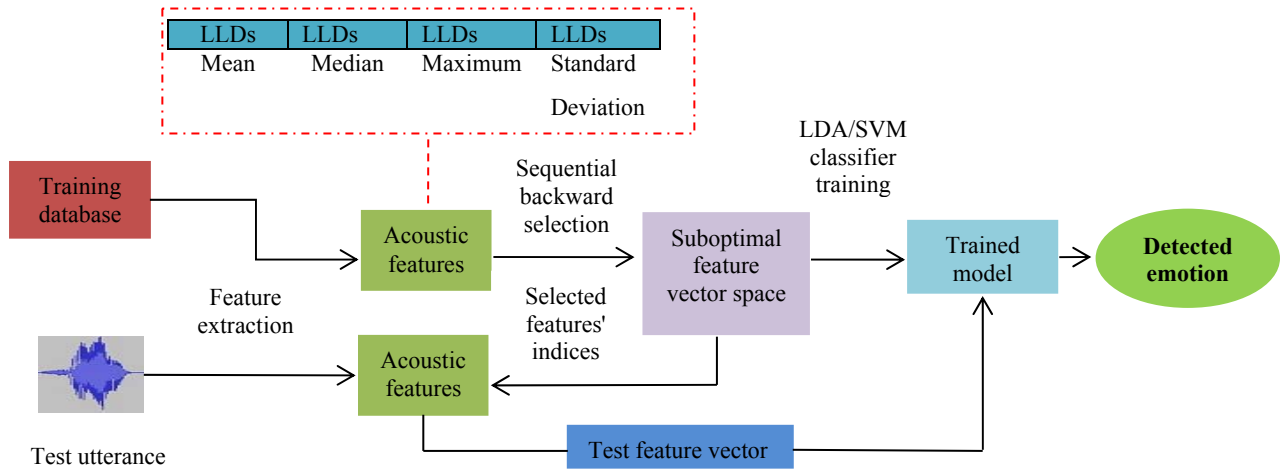 LLDs LLDs LLDs LLDs
Mean Median Maximum Standard
Deviation
Training
database
Acoustic
features
Sequential
backward
selection
Suboptimal
feature
vector space
LDA/SVM
classifier
training
Trained
model
Detected
emotion
Feature
extraction
Selected
features'
indices
Acoustic
features
Test utterance
Test feature vector